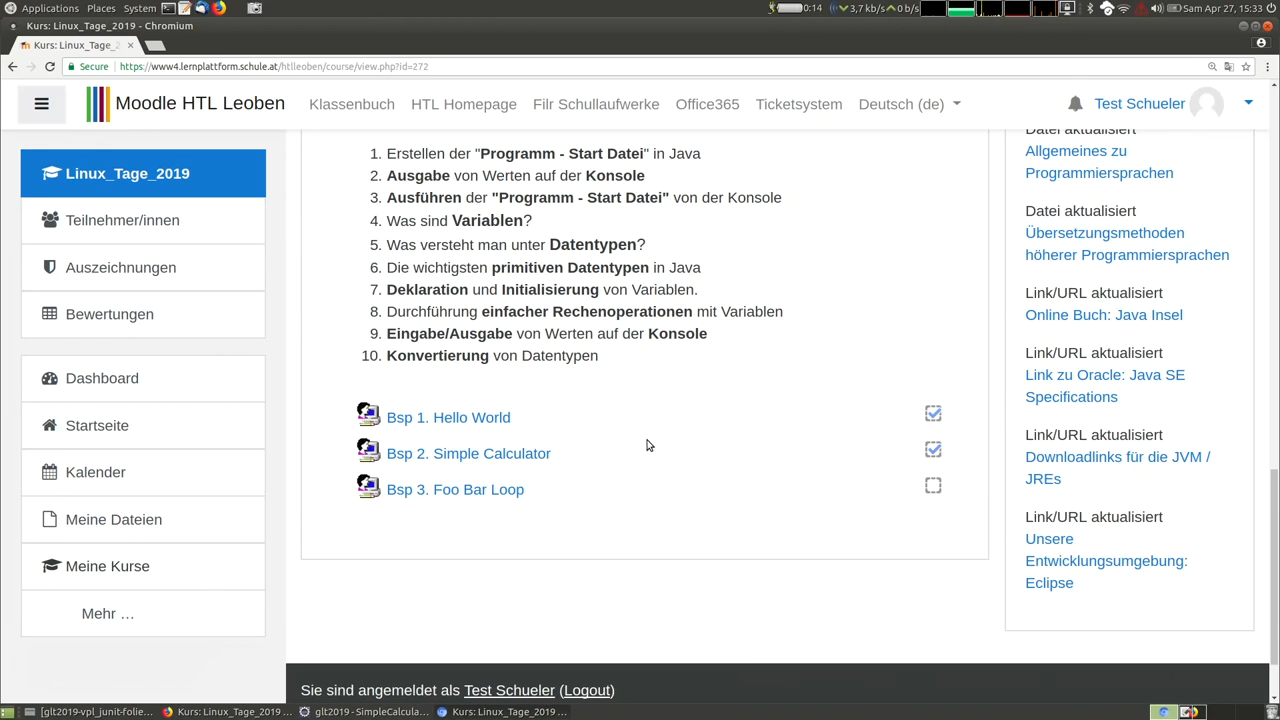 Applications Places System 0:14 3,7 kb/s 0 b/s Sam Apr 27, 15:33
Kurs: Linux_Tage_2019 - Chromium
Kurs: Linux_Tage_2
Secure https://www4.lernplattform.schule.at/htlleoben/course/view.php?id=272
Moodle HTL Leoben Klassenbuch HTL Homepage Filr Schullaufwerke Office365 Ticketsystem Deutsch (de) Test Schueler
Linux_Tage_2019
Teilnehmer/innen
Auszeichnungen
Bewertungen
Dashboard
Startseite
Kalender
Meine Dateien
Meine Kurse
Mehr …
1. Erstellen der "Programm - Start Datei" in Java
2. Ausgabe von Werten auf der Konsole
3. Ausführen der "Programm - Start Datei" von der Konsole
4. Was sind Variablen?
5. Was versteht man unter Datentypen?
6. Die wichtigsten primitiven Datentypen in Java
7. Deklaration und Initialisierung von Variablen.
8. Durchführung einfacher Rechenoperationen mit Variablen
9. Eingabe/Ausgabe von Werten auf der Konsole
10. Konvertierung von Datentypen
Bsp 1. Hello World
Bsp 2. Simple Calculator
Bsp 3. Foo Bar Loop
Datei aktualisiert
Allgemeines zu
Programmiersprachen
Datei aktualisiert
Übersetzungsmethoden
höherer Programmiersprachen
Link/URL aktualisiert
Online Buch: Java Insel
Link/URL aktualisiert
Link zu Oracle: Java SE
Specifications
Link/URL aktualisiert
Downloadlinks für die JVM /
JREs
Link/URL aktualisiert
Unsere
Entwicklungsumgebung:
Eclipse
Sie sind angemeldet als Test Schueler (Logout)
[glt2019-vpl_junit-folie... Kurs: Linux_Tage_2019 ... glt2019 - SimpleCalcula... Kurs: Linux_Tage_2019 ...